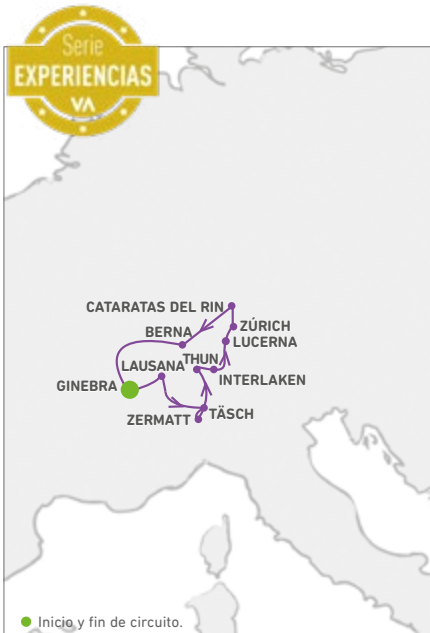 Serie
EXPERIENCIAS
VA
CATARATAS DEL RIN
ZÚRICH
BERNA
LUCERNA
THUN
LAUSANA
INTERLAKEN
GINEBRA
TÄSCH
ZERMATT
Inicio y fin de circuito.